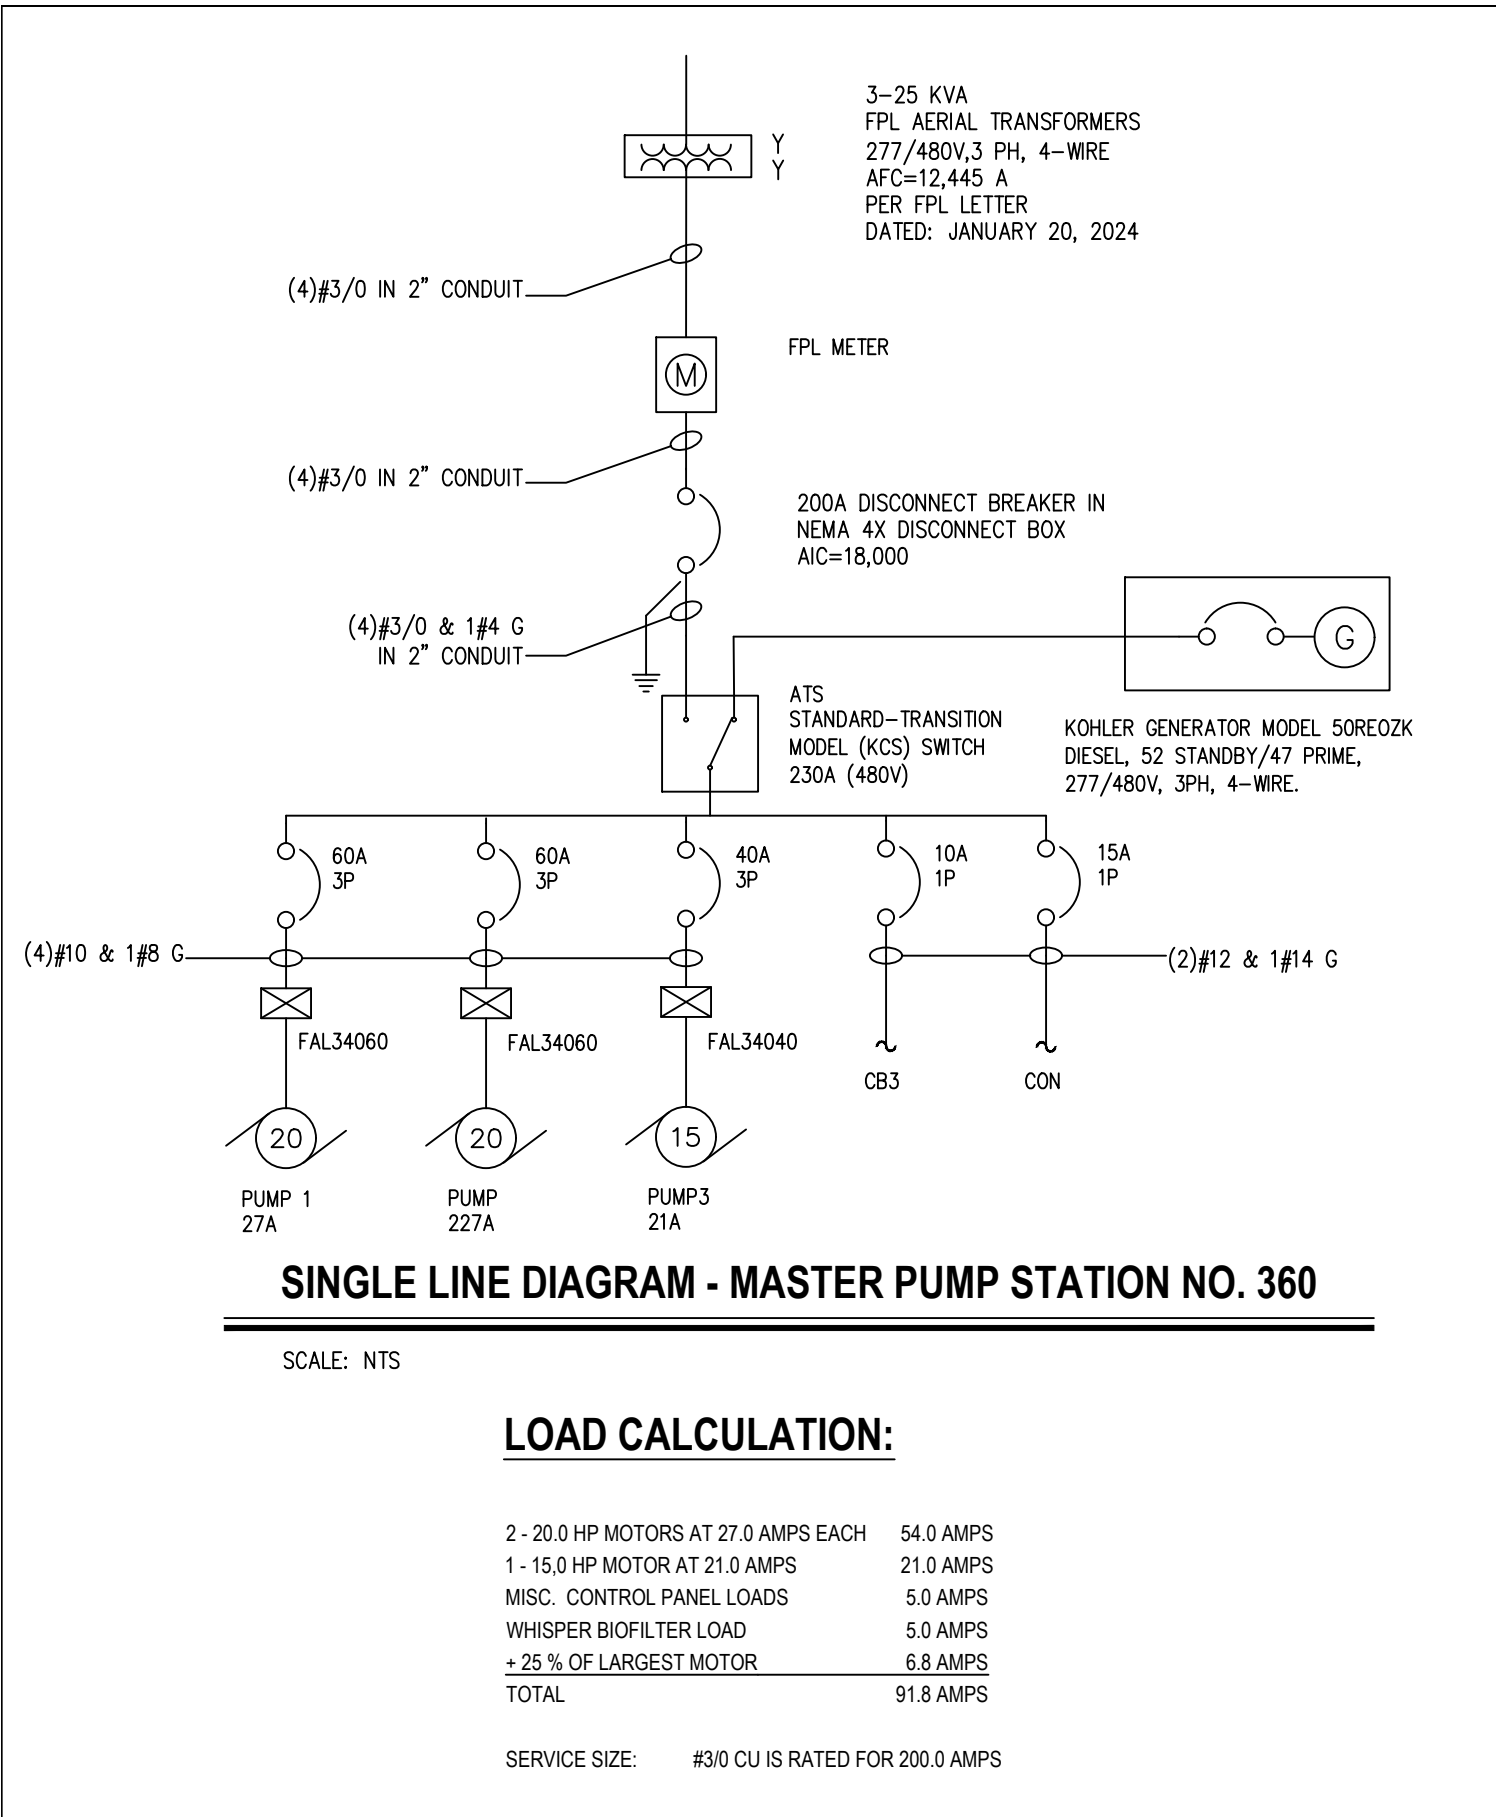 3-25 KVA
FPL AERIAL TRANSFORMERS
277/480V,3 PH, 4-WIRE
AFC=12,445 A
PER FPL LETTER
DATED: JANUARY 20, 2024
Y
Y
(4)#3/0 IN 2" CONDUIT
FPL METER
M
(4)#3/0 IN 2" CONDUIT
200A DISCONNECT BREAKER IN
NEMA 4X DISCONNECT BOX
AIC=18,000
(4)#3/0 & 1#4 G
IN 2" CONDUIT
G
ATS
STANDARD-TRANSITION
MODEL (KCS) SWITCH
230A (480V)
KOHLER GENERATOR MODEL 50REOZK
DIESEL, 52 STANDBY/47 PRIME,
277/480V, 3PH, 4-WIRE.
60A
3P
60A
3P
40A
3P
10A
1P
15A
1P
(4)#10 & 1#8 G
(2)#12 & 1#14 G
FAL34060
FAL34060
FAL34040
CB3
CON
20
20
15
PUMP 1
27A
PUMP
227A
PUMP3
21A
SINGLE LINE DIAGRAM - MASTER PUMP STATION NO. 360
SCALE: NTS
LOAD CALCULATION:
2 - 20.0 HP MOTORS AT 27.0 AMPS EACH 54.0 AMPS
1 - 15,0 HP MOTOR AT 21.0 AMPS 21.0 AMPS
MISC. CONTROL PANEL LOADS 5.0 AMPS
WHISPER BIOFILTER LOAD 5.0 AMPS
+ 25 % OF LARGEST MOTOR 6.8 AMPS
TOTAL 91.8 AMPS
SERVICE SIZE: #3/0 CU IS RATED FOR 200.0 AMPS